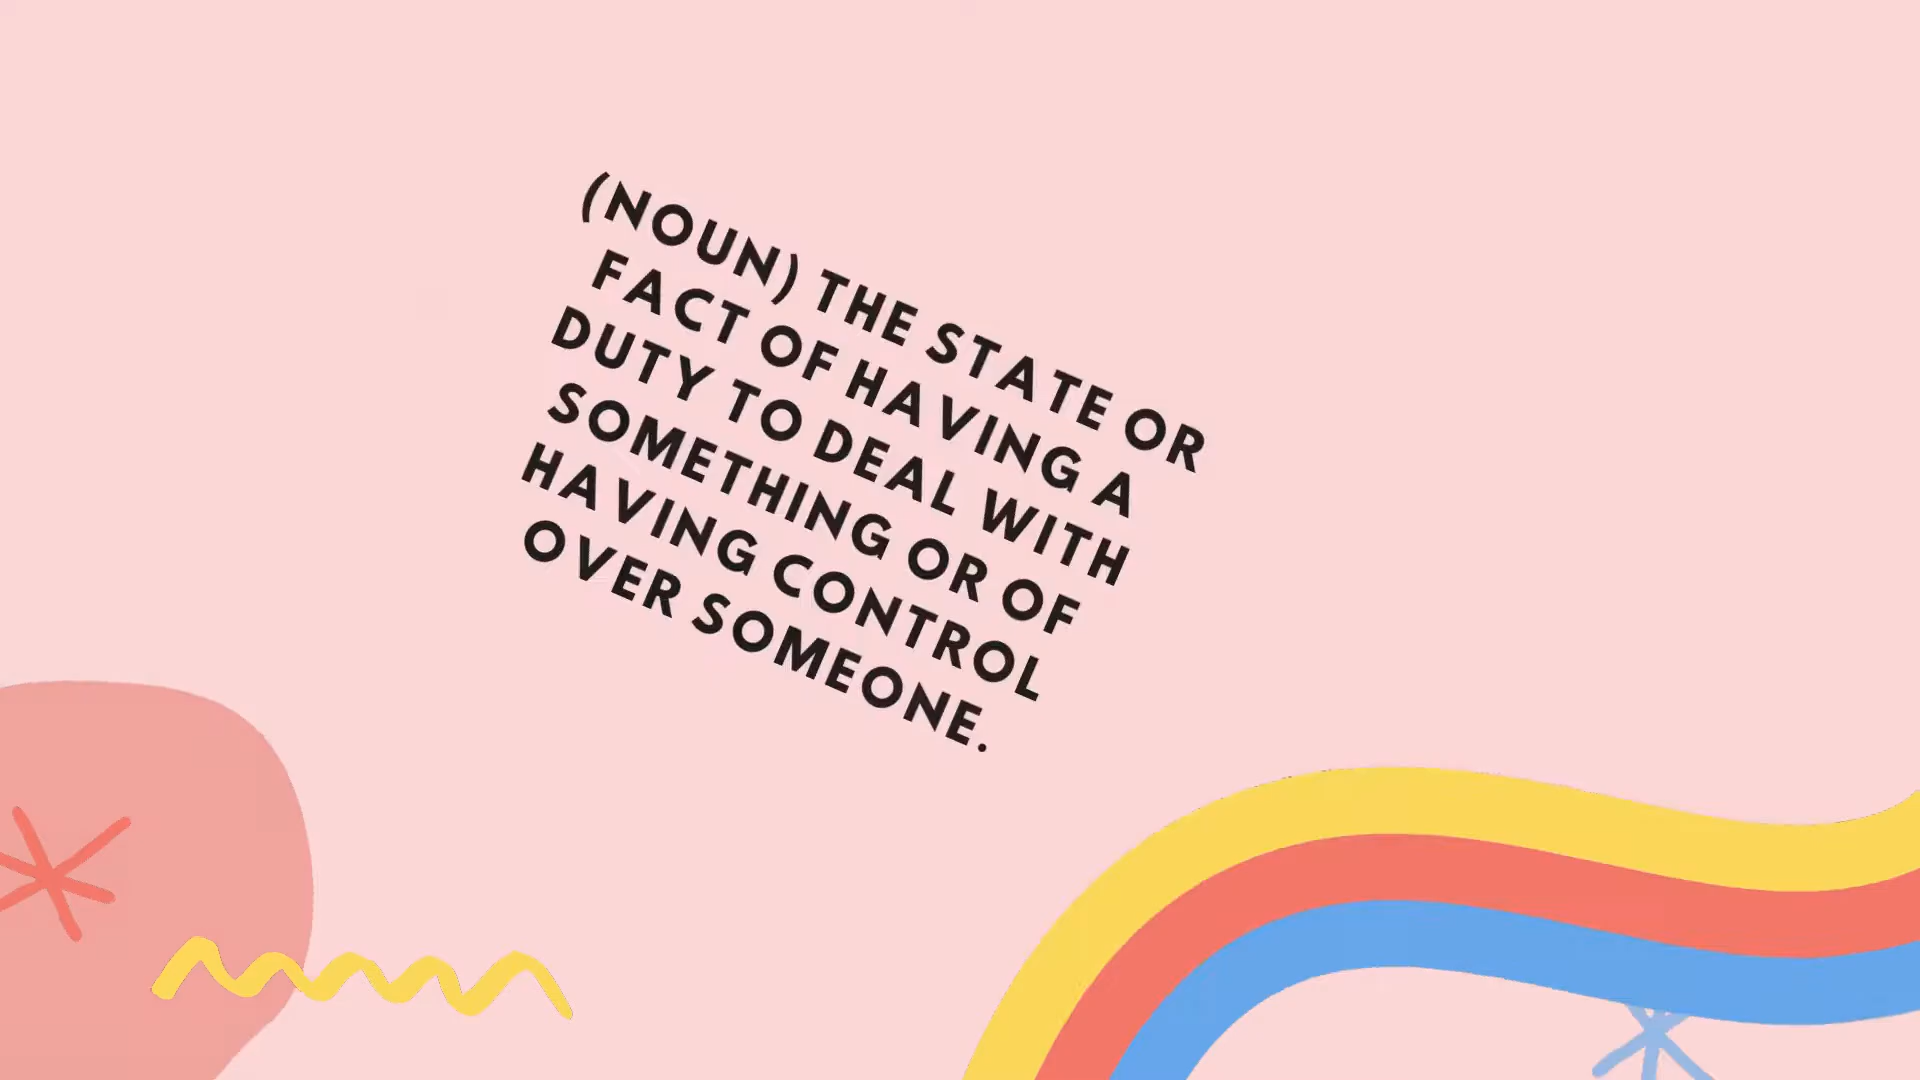 (NOUN) THE STATE OR
FACT OF HAVING A
DUTY TO DEAL WITH
SOMETHING OR OF
HAVING CONTROL
OVER SOMEONE.